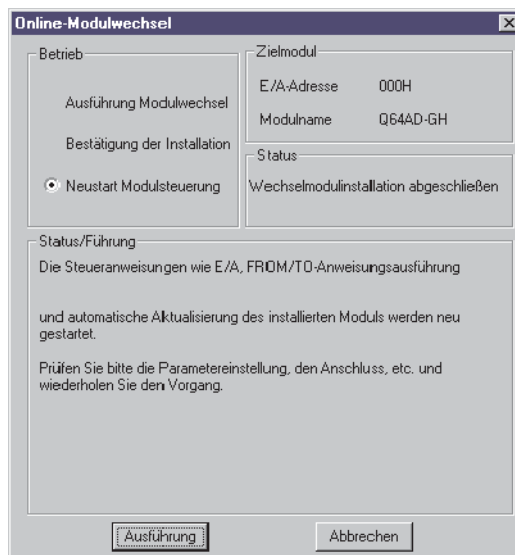 Online-Modulwechsel
Betrieb
Ausführung Modulwechsel
Bestätigung der Installation
Neustart Modulsteuerung
Zielmodul
E/A-Adresse 000H
Modulname Q64AD-GH
Status
Wechselmodulinstallation abgeschließen
Status/Führung
Die Steueranweisungen wie E/A, FROM/TO-Anweisungsausführung
und automatische Aktualisierung des installierten Moduls werden neu
gestartet.
Prüfen Sie bitte die Parametereinstellung, den Anschluss, etc. und
wiederholen Sie den Vorgang.
Ausführung
Abbrechen